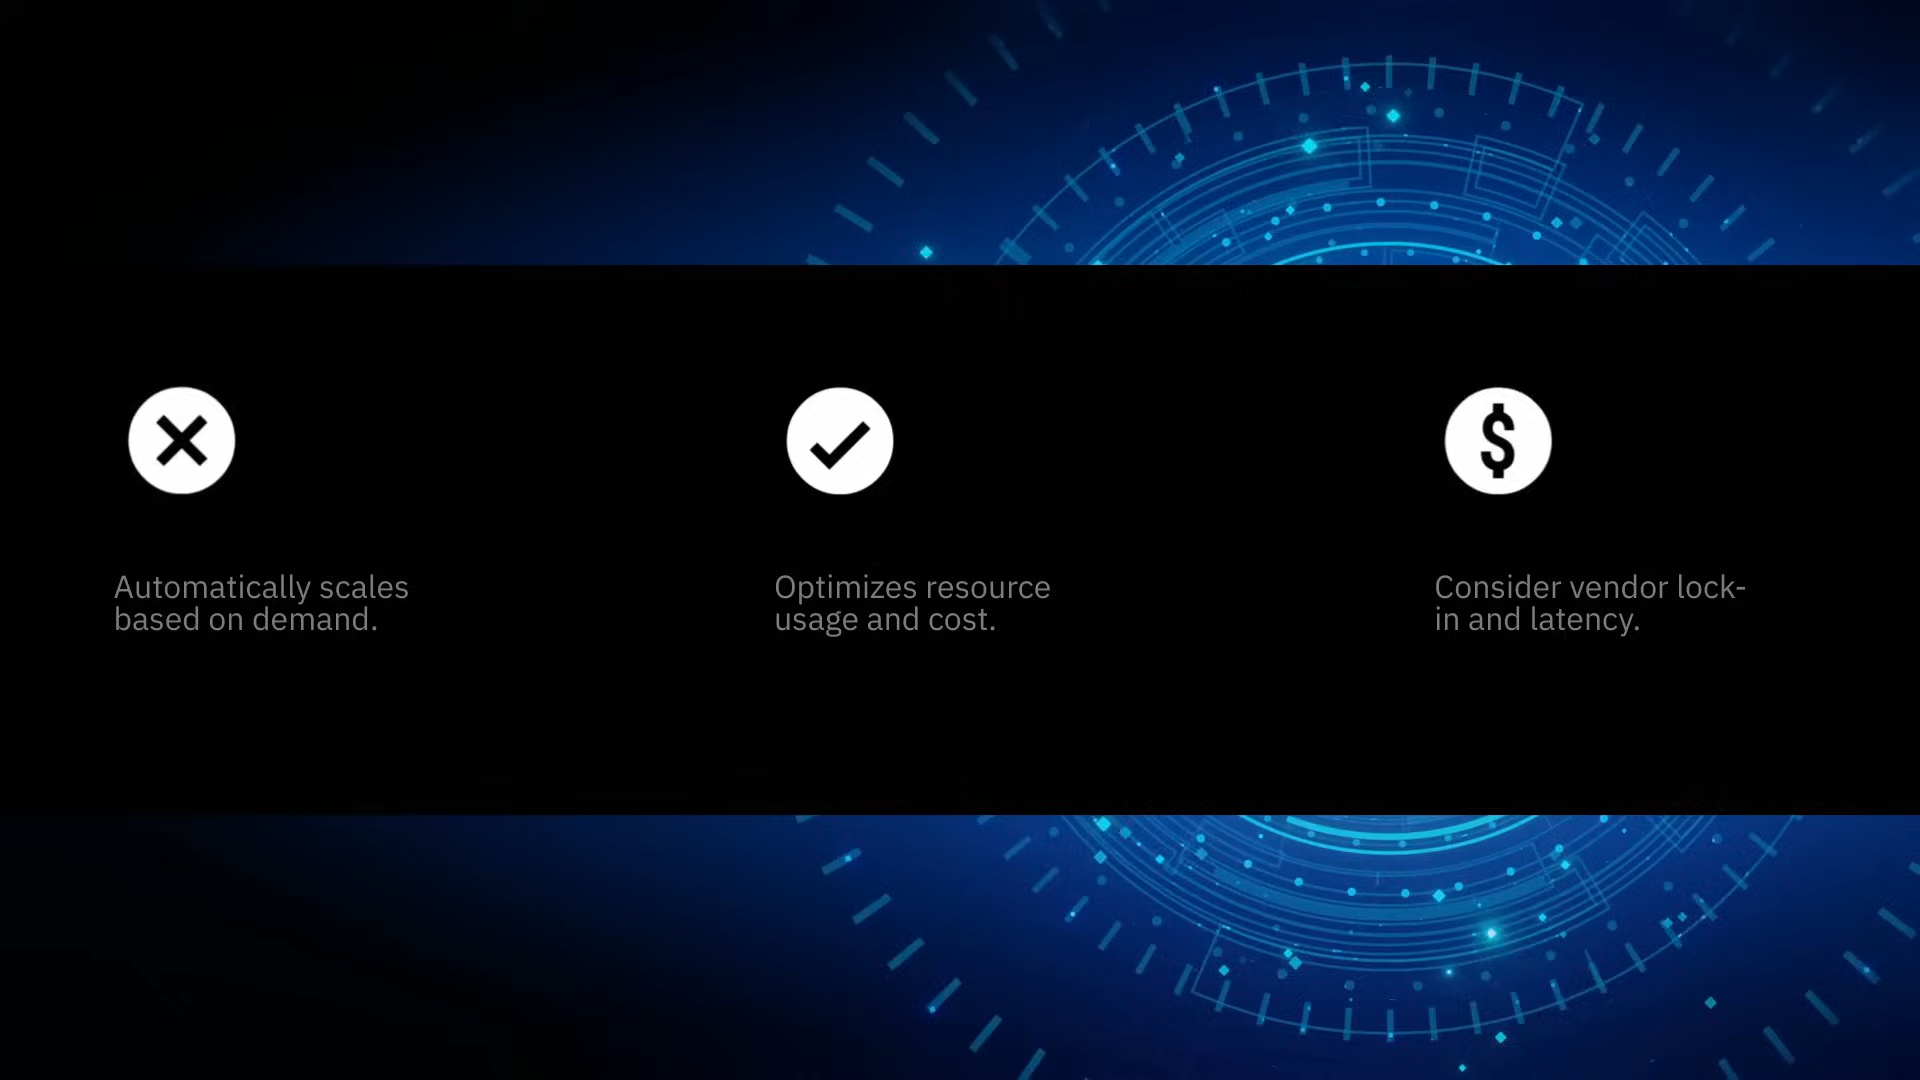 Automatically scales
based on demand.
Optimizes resource
usage and cost.
Consider vendor lock-
in and latency.